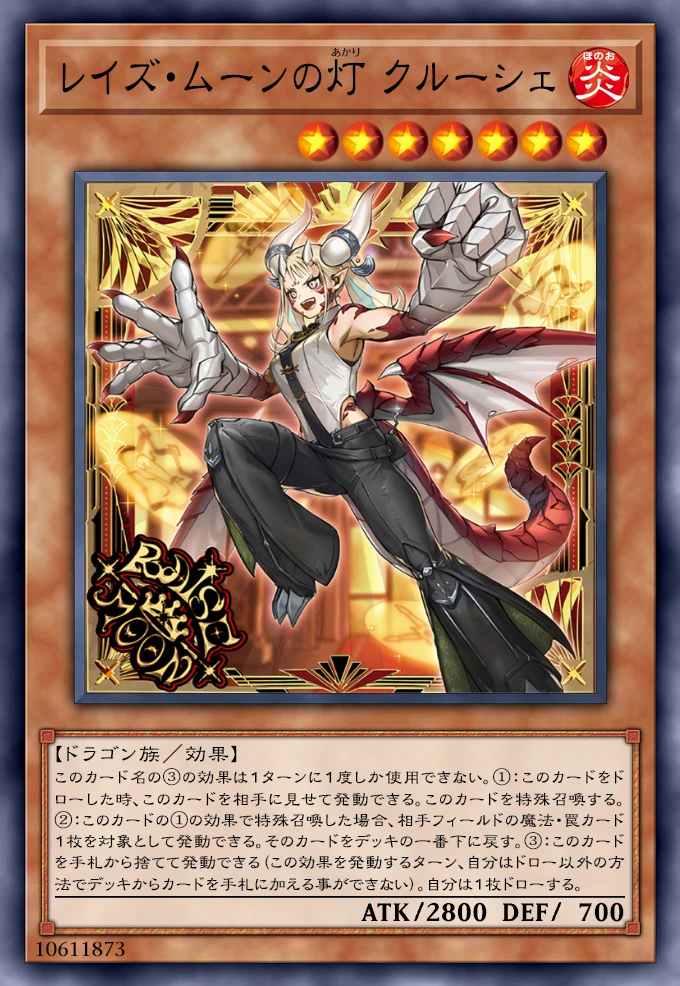 あかり
レイズ・ムーンの灯 クルーシェ
ほのお
炎
RAISE
MOON
【ドラゴン族／効果】
このカード名の③の効果は1ターンに1度しか使用できない。①：このカードをド
ローした時、このカードを相手に見せて発動できる。このカードを特殊召喚する。
②：このカードの①の効果で特殊召喚した場合、相手フィールドの魔法・罠カード
1枚を対象として発動できる。そのカードをデッキの一番下に戻す。③：このカード
を手札から捨てて発動できる（この効果を発動するターン、自分はドロー以外の方
法でデッキからカードを手札に加える事ができない）。自分は1枚ドローする。
ATK/2800 DEF/ 700
10611873